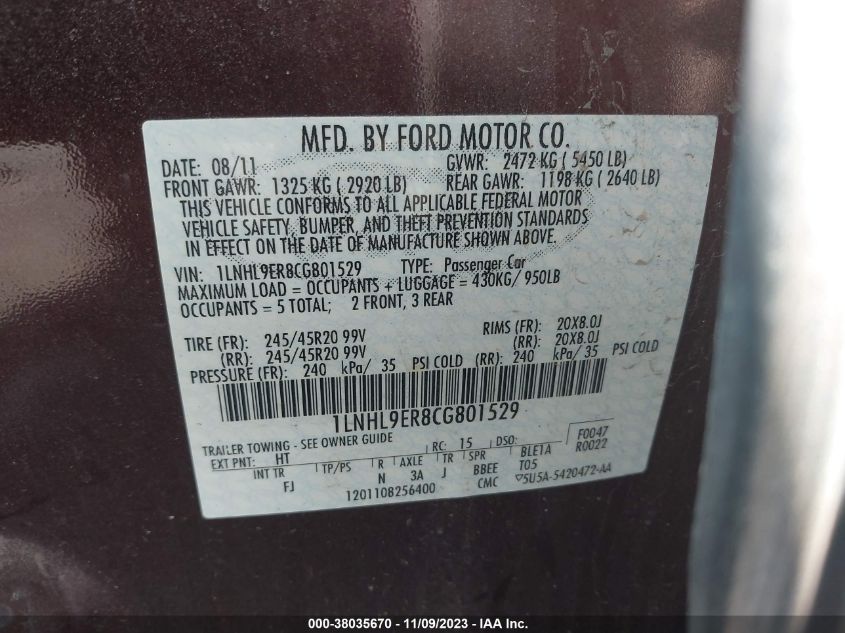 MFD. BY FORD MOTOR CO.
DATE: 08/11 GVWR: 2472 KG ( 5450 LB)
FRONT GAWR: 1325 KG ( 2920 LB) REAR GAWR: 1198 KG ( 2640 LB)
THIS VEHICLE CONFORMS TO ALL APPLICABLE FEDERAL MOTOR
VEHICLE SAFETY, BUMPER, AND THEFT PREVENTION STANDARDS
IN EFFECT ON THE DATE OF MANUFACTURE SHOWN ABOVE.
VIN: 1LNHL9ER8CG801529 TYPE: Passenger Car
MAXIMUM LOAD = OCCUPANTS + LUGGAGE = 430KG/ 950LB
OCCUPANTS = 5 TOTAL; 2 FRONT, 3 REAR
TIRE (FR): 245/45R20 99V RIMS (FR): 20X8.0J
(RR): 245/45R20 99V (RR): 20X8.0J
PRESSURE (FR): 240 kPa/ 35 PSI COLD (RR): 240 kPa/ 35 PSI COLD
1LNHL9ER8CG801529
TRAILER TOWING - SEE OWNER GUIDE RC: 15 DSO: F0047
EXT PNT: HT R0022
INT TR TP/PS R AXLE TR SPR BLE1A
FJ N 3A J BBEE T05
1201108256400 CMC 5U5A-5420472-AA
000-38035670 - 11/09/2023 - IAAI.com